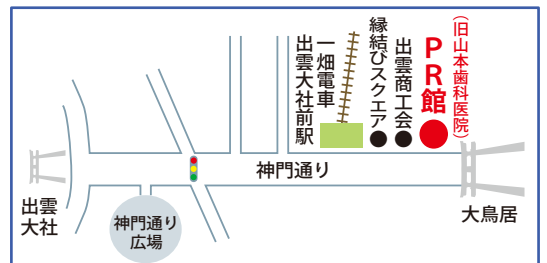 (旧山本歯科医院)
PR館
出雲商工会
縁結びスクエア
一畑電車
出雲大社前駅
神門通り
大鳥居
出雲
大社
神門通り
広場